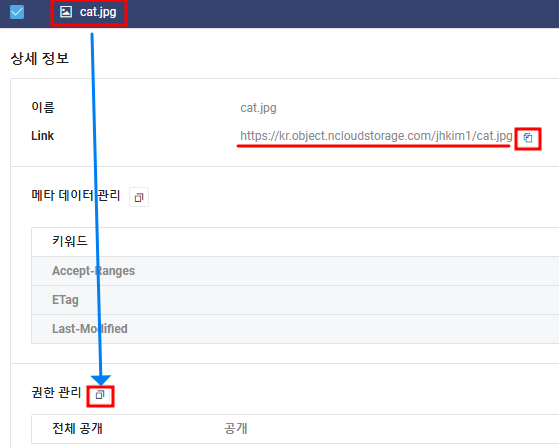 cat.jpg
상세 정보
이름 cat.jpg
Link https://kr.object.ncloudstorage.com/jhkim1/cat.jpg
메타 데이터 관리
키워드
Accept-Ranges
ETag
Last-Modified
권한 관리
전체 공개 공개